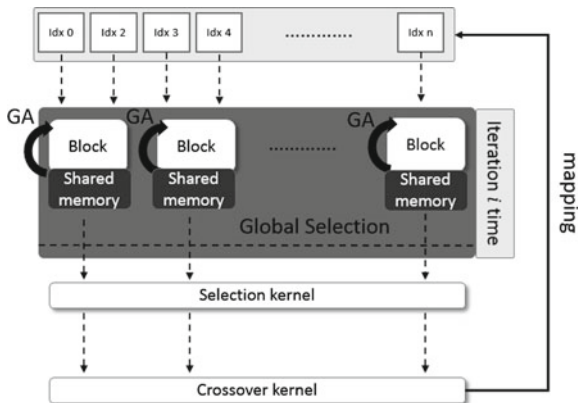 Idx 0 Idx 2 Idx 3 Idx 4 ............. Idx n
GA GA GA
Block Block ............. Block
Shared memory Shared memory Shared memory
Global Selection
Iteration i time
mapping
Selection kernel
Crossover kernel